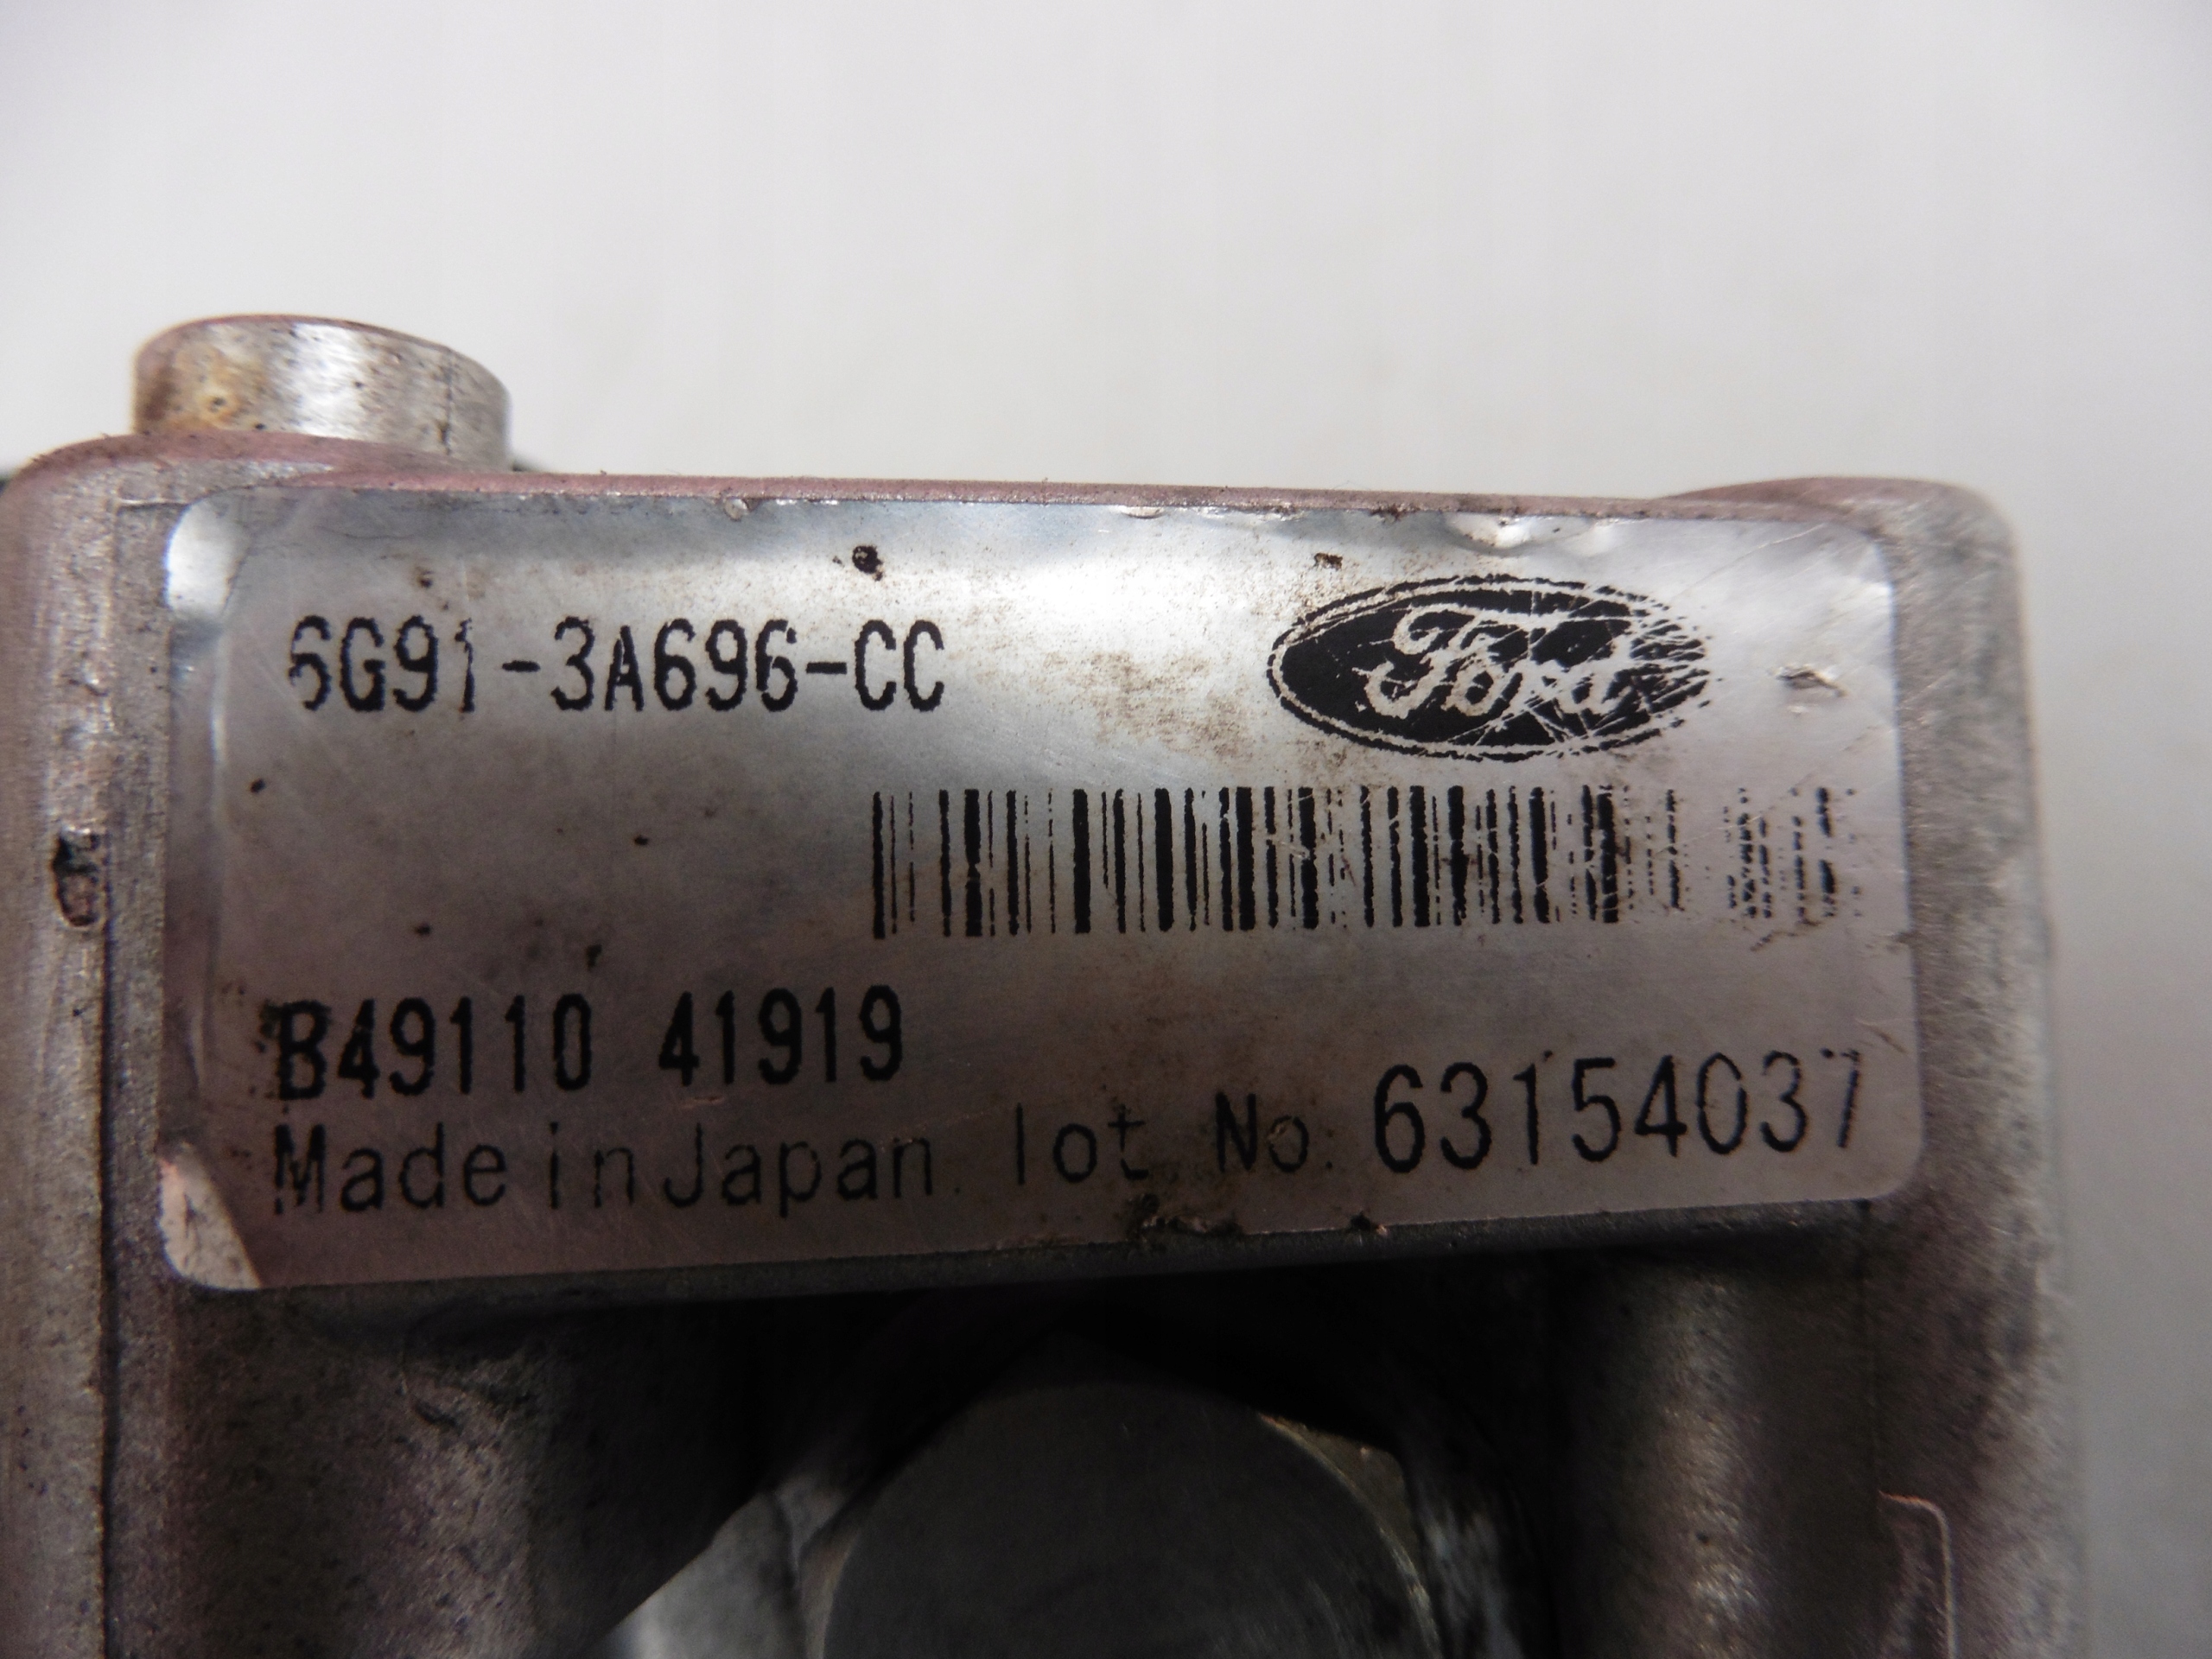 6G91-3A696-CC
Ford
B49110 41919
Made in Japan. lot No. 63154037